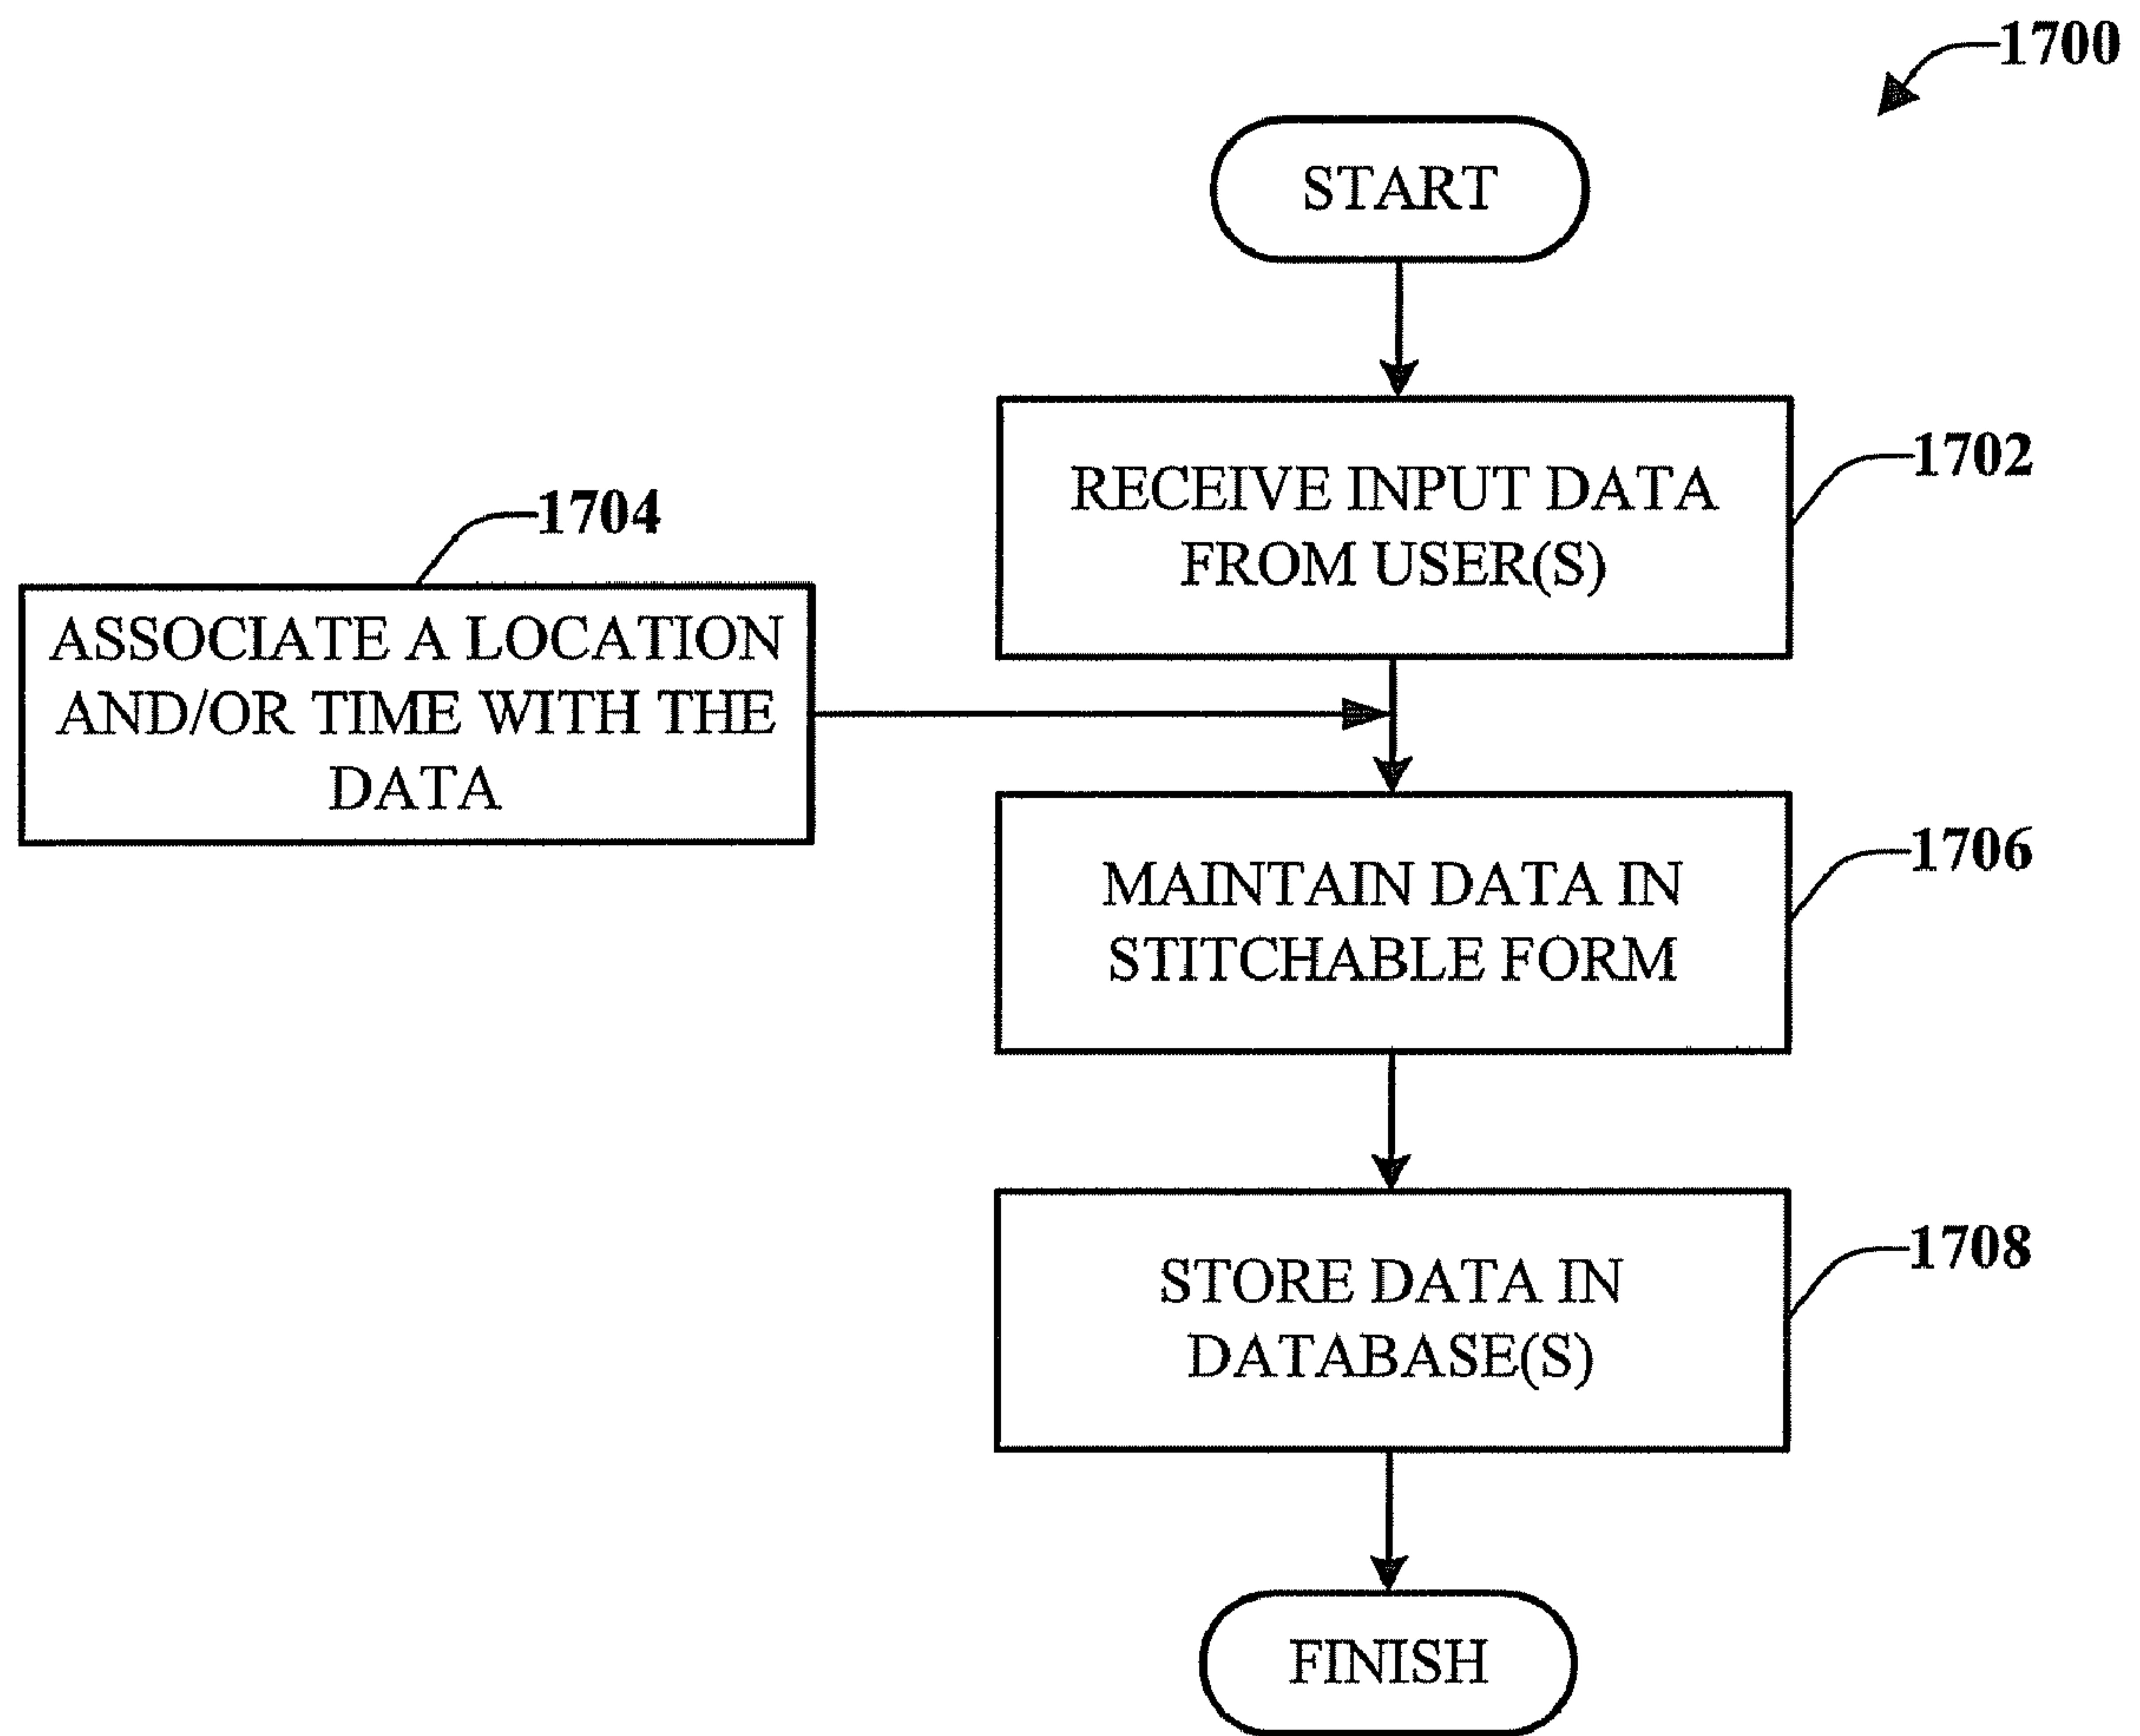 1700
START
RECEIVE INPUT DATA
FROM USER(S)
1702
1704
ASSOCIATE A LOCATION
AND/OR TIME WITH THE
DATA
MAINTAIN DATA IN
STITCHABLE FORM
1706
STORE DATA IN
DATABASE(S)
1708
FINISH